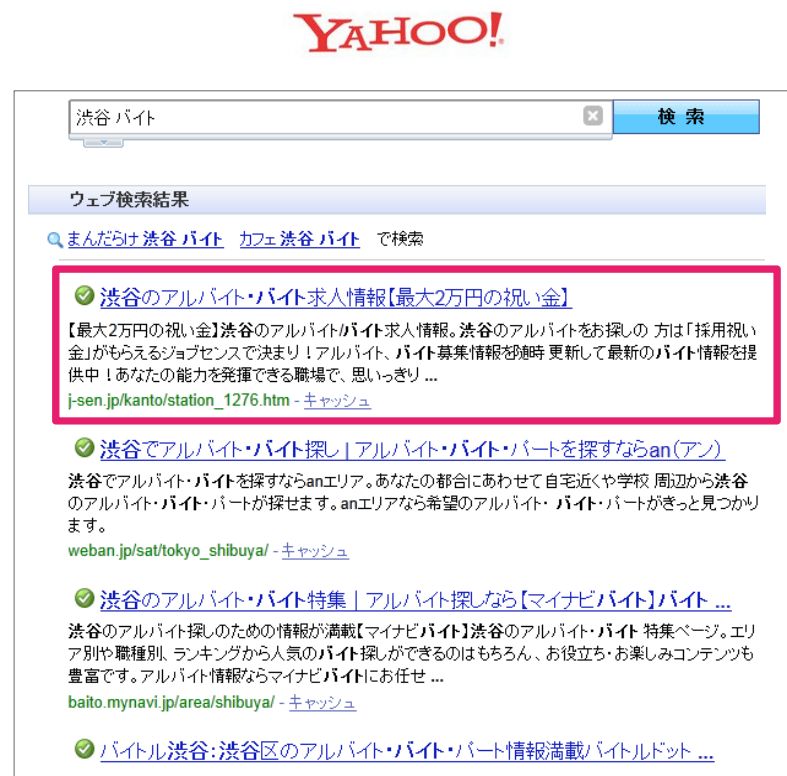 YAHOO!
渋谷 バイト
検 索
ウェブ検索結果
まんだらけ 渋谷 バイト カフェ 渋谷 バイト で検索
渋谷のアルバイト・バイト求人情報【最大2万円の祝い金】
【最大2万円の祝い金】渋谷のアルバイト/バイト求人情報。渋谷のアルバイトをお探しの 方は「採用祝い
金」がもらえるジョブセンスで決まり！アルバイト、バイト募集情報を随時 更新して最新のバイト情報を提
供中！あなたの能力を発揮できる職場で、思いっきり ...
j-sen.jp/kanto/station_1276.htm - キャッシュ
渋谷でアルバイト・バイト探し | アルバイト・バイト・パートを探すならan(アン)
渋谷でアルバイト・バイトを探すならanエリア。あなたの都合にあわせて 自宅近くや学校 周辺から渋谷
のアルバイト・バイト・パートが探せます。anエリアなら希望のアルバイト・ バイト・パートがきっと見つかり
ます。
weban.jp/sat/tokyo_shibuya/ - キャッシュ
渋谷のアルバイト・バイト特集 | アルバイト探しなら【マイナビバイト】バイト ...
渋谷のアルバイト探しのための情報が満載【マイナビバイト】渋谷のアルバイト・バイト 特集ページ。エリ
ア別や職種別、ランキングから人気のバイト探しができるのはもちろん、お役立ち・お楽しみコンテンツも
豊富です。アルバイト情報ならマイナビバイトにお任せ ...
baito.mynavi.jp/area/shibuya/ - キャッシュ
バイトル渋谷：渋谷区のアルバイト・バイト・パート情報満載バイトルドット ...